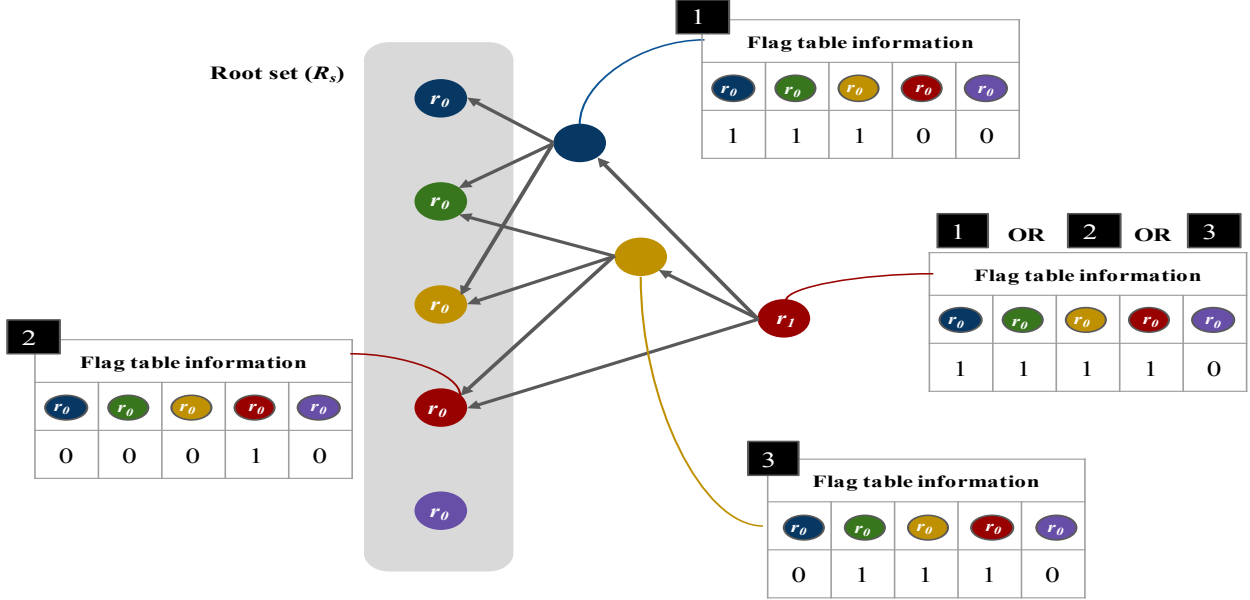 1
Flag table information
r0 r0 r0 r0 r0
1 1 1 0 0
Root set (Rs)
r0
r0
r0
r0
r0
r1
1 OR 2 OR 3
Flag table information
r0 r0 r0 r0 r0
1 1 1 1 0
2
Flag table information
r0 r0 r0 r0 r0
0 0 0 1 0
3
Flag table information
r0 r0 r0 r0 r0
0 1 1 1 0